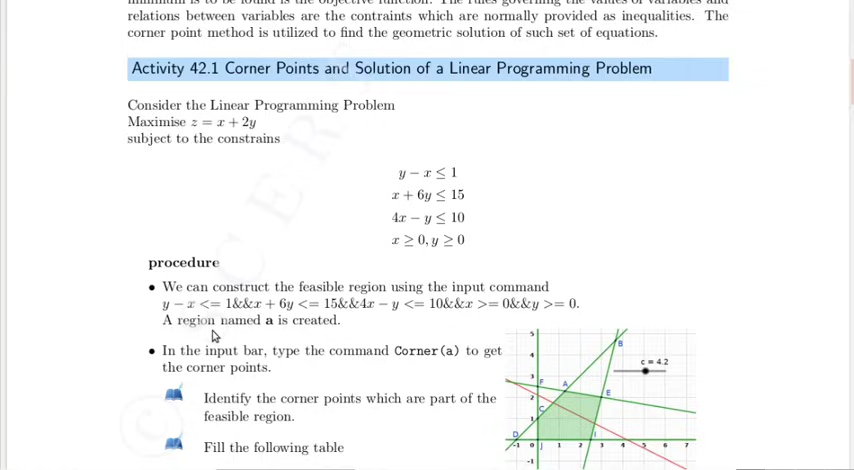 minimum is to be found is the objective function. The rules governing the values of variables and
relations between variables are the contraints which are normally provided as inequalities. The
corner point method is utilized to find the geometric solution of such set of equations.
Activity 42.1 Corner Points and Solution of a Linear Programming Problem
Consider the Linear Programming Problem
Maximise z = x + 2y
subject to the constrains
y − x ≤ 1
x + 6y ≤ 15
4x − y ≤ 10
x ≥ 0, y ≥ 0
procedure
• We can construct the feasible region using the input command
y − x <= 1&&x + 6y <= 15&&4x − y <= 10&&x >= 0&&y >= 0.
A region named a is created.
• In the input bar, type the command Corner(a) to get
the corner points.
Identify the corner points which are part of the
feasible region.
Fill the following table
5
B
4
c = 4.2
3
F
A
2
E
C
1
D
I
-1 0 J 1 2 3 4 5 6 7
-1